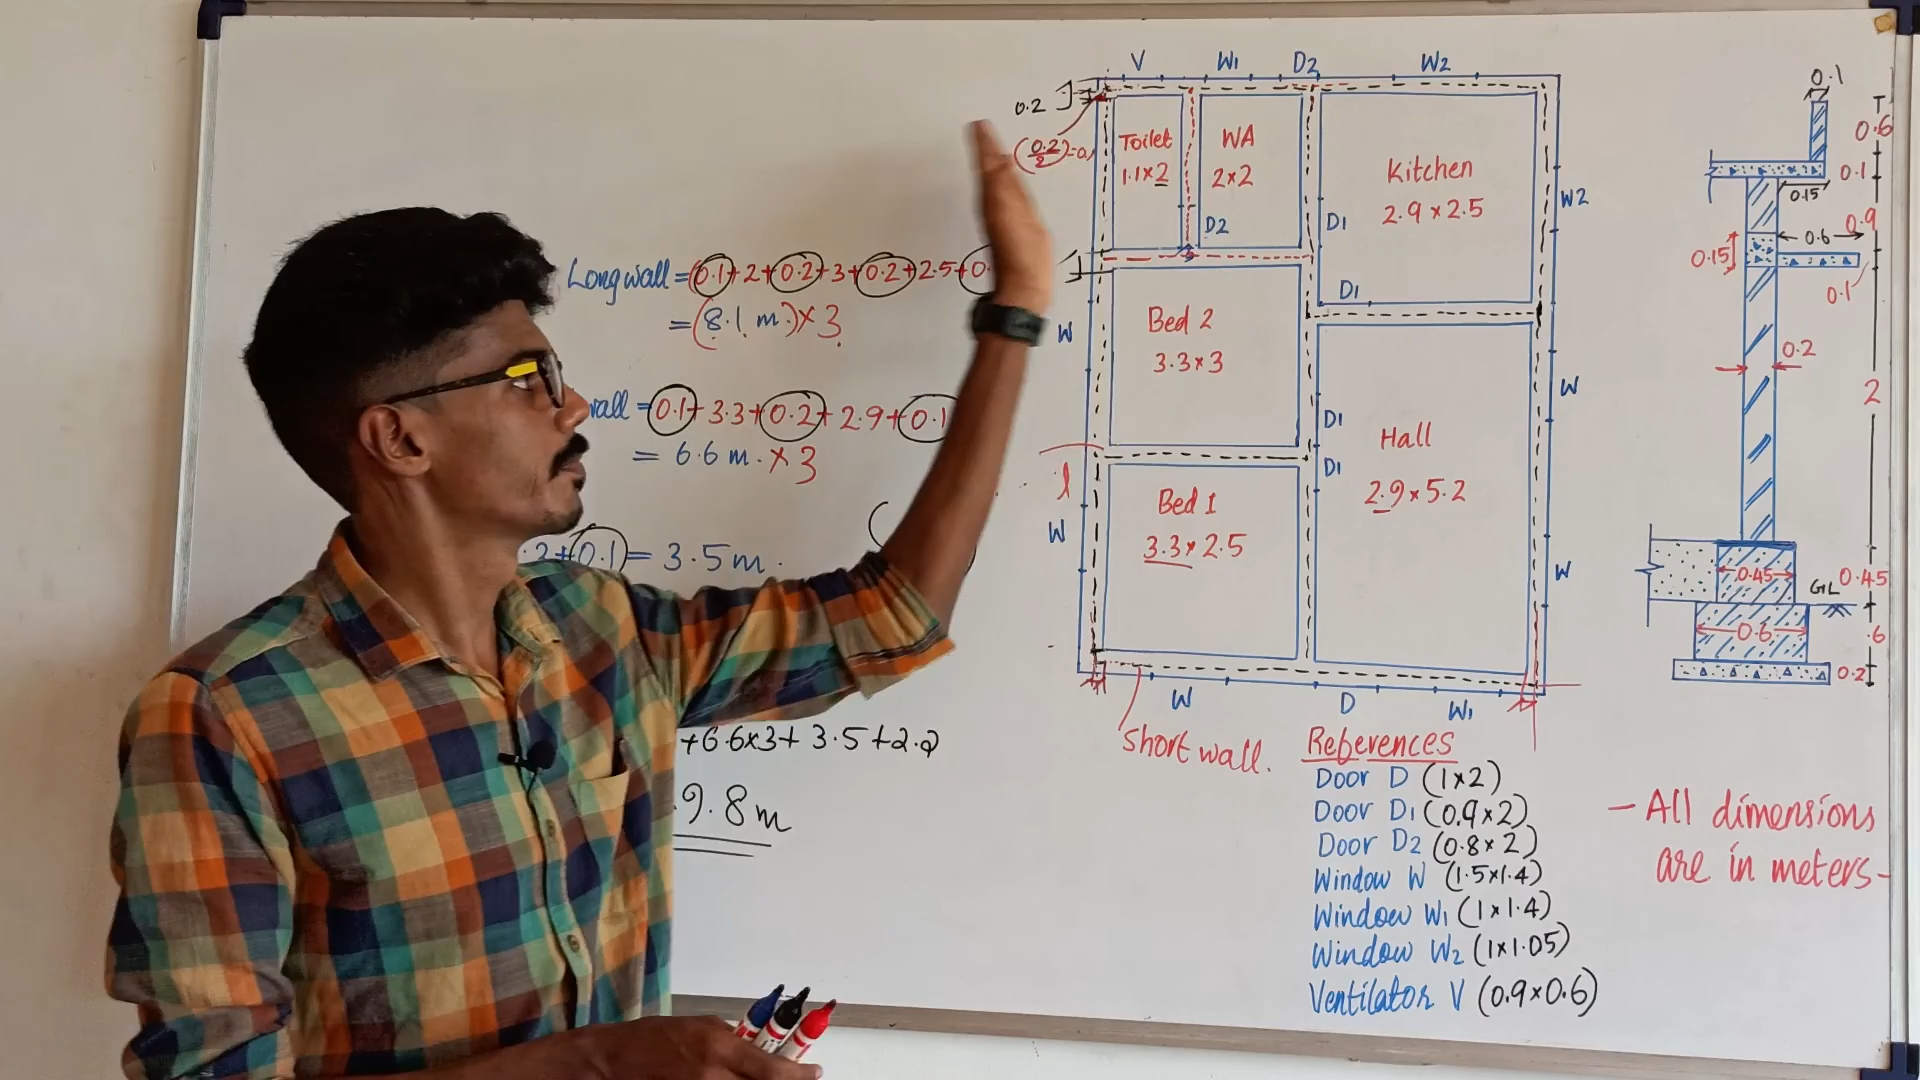 Long wall = (0.1+2+0.2+3+0.2+2.5+0.
= (8.1 m.)×3
wall = 0.1+3.3+0.2+2.9+0.1
= 6.6 m. ×3
.2+0.1 = 3.5 m.
+6.6×3+ 3.5+2.2
9.8 m
V W1 D2 W2
0.2
(0.2/2)=0
Toilet
1.1×2
WA
2×2
Kitchen
2.9×2.5
W2
D2
D1
D1
Bed 2
3.3×3
W
D1
D1
Hall
2.9×5.2
W
l
Bed 1
3.3×2.5
W
W
W D W1
short wall.
0.1
0.6
0.1
0.15
0.9
0.6
0.15
0.1
0.2
2
0.45
GL
0.45
0.6
.6
0.2
References
Door D (1×2)
Door D1 (0.9×2)
Door D2 (0.8×2)
Window W (1.5×1.4)
Window W1 (1×1.4)
Window W2 (1×1.05)
Ventilator V (0.9×0.6)
- All dimensions
are in meters-